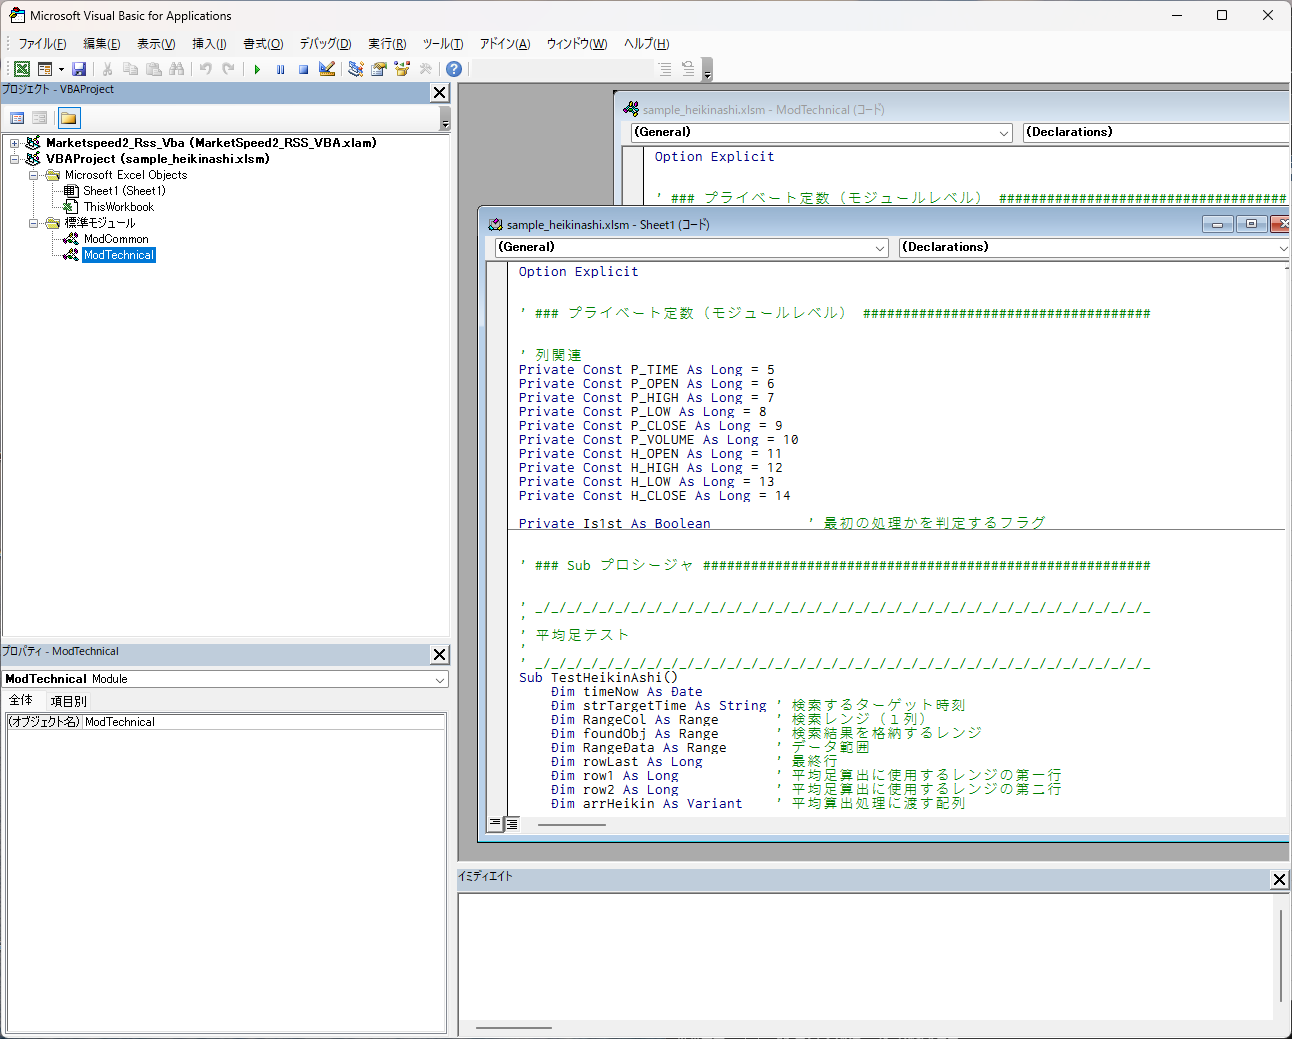 Microsoft Visual Basic for Applications
ファイル(F) 編集(E) 表示(V) 挿入(I) 書式(O) デバッグ(D) 実行(R) ツール(T) アドイン(A) ウィンドウ(W) ヘルプ(H)
プロジェクト - VBAProject
Marketspeed2_Rss_Vba (MarketSpeed2_RSS_VBA.xlam)
VBAProject (sample_heikinashi.xlsm)
Microsoft Excel Objects
Sheet1 (Sheet1)
ThisWorkbook
標準モジュール
ModCommon
ModTechnical
プロパティ - ModTechnical
ModTechnical Module
全体 項目別
(オブジェクト名) ModTechnical
sample_heikinashi.xlsm - ModTechnical (コード)
(General) (Declarations)
Option Explicit
' ### プライベート定数（モジュールレベル） ####################################
sample_heikinashi.xlsm - Sheet1 (コード)
(General) (Declarations)
Option Explicit
' ### プライベート定数（モジュールレベル） ####################################
' 列関連
Private Const P_TIME As Long = 5
Private Const P_OPEN As Long = 6
Private Const P_HIGH As Long = 7
Private Const P_LOW As Long = 8
Private Const P_CLOSE As Long = 9
Private Const P_VOLUME As Long = 10
Private Const H_OPEN As Long = 11
Private Const H_HIGH As Long = 12
Private Const H_LOW As Long = 13
Private Const H_CLOSE As Long = 14
Private Is1st As Boolean ' 最初の処理かを判定するフラグ
' ### Sub プロシージャ ########################################################
' _/_/_/_/_/_/_/_/_/_/_/_/_/_/_/_/_/_/_/_/_/_/_/_/_/_/_/_/_/_/_/_/_/_/_/_/_/_/_
'
' 平均足テスト
'
' _/_/_/_/_/_/_/_/_/_/_/_/_/_/_/_/_/_/_/_/_/_/_/_/_/_/_/_/_/_/_/_/_/_/_/_/_/_/_
Sub TestHeikinAshi()
Dim timeNow As Date
Dim strTargetTime As String ' 検索するターゲット時刻
Dim RangeCol As Range ' 検索レンジ（１列）
Dim foundObj As Range ' 検索結果を格納するレンジ
Dim RangeData As Range ' データ範囲
Dim rowLast As Long ' 最終行
Dim row1 As Long ' 平均足算出に使用するレンジの第一行
Dim row2 As Long ' 平均足算出に使用するレンジの第二行
Dim arrHeikin As Variant ' 平均算出処理に渡す配列
イミディエイト